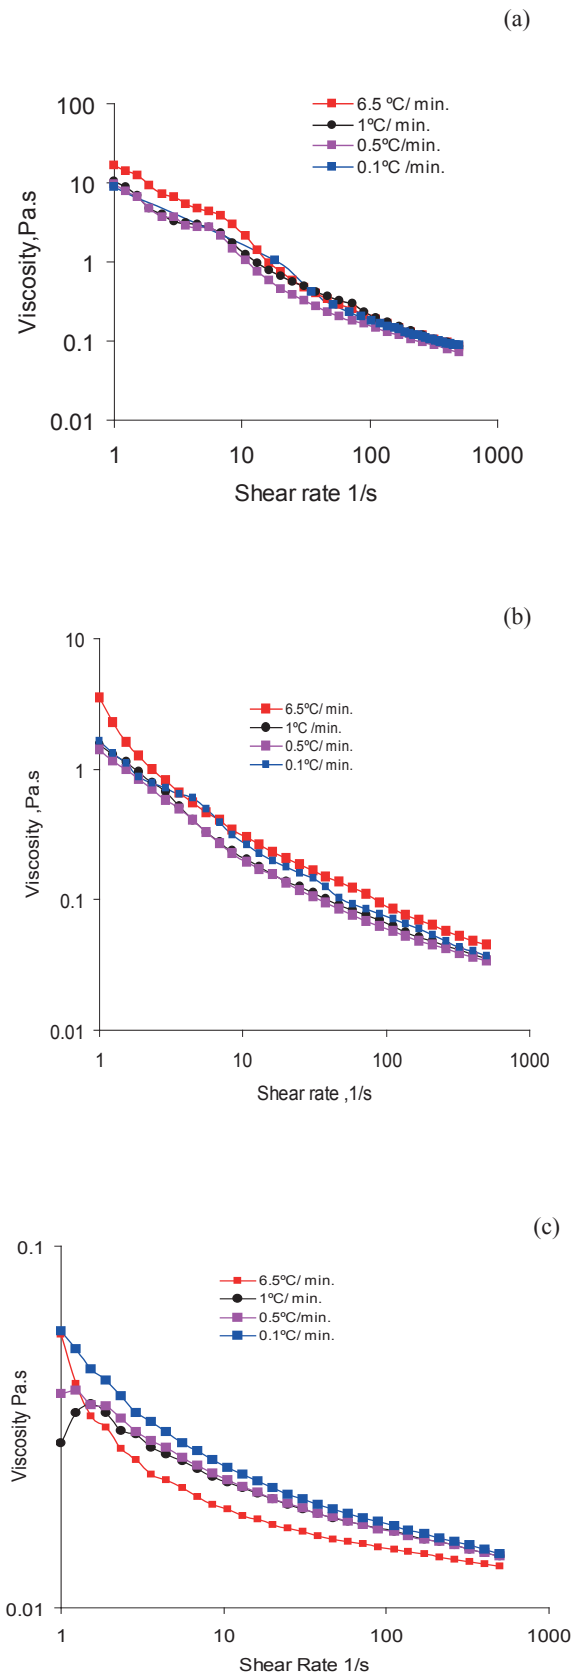 (a)
6.5 ºC/ min.
1ºC/ min.
0.5ºC/min.
0.1ºC /min.
100
10
1
0.1
0.01
Viscosity,Pa.s
1 10 100 1000
Shear rate 1/s
(b)
6.5ºC/ min.
1ºC /min.
0.5ºC/ min.
0.1ºC/ min.
10
1
0.1
0.01
Viscosity ,Pa.s
1 10 100 1000
Shear rate ,1/s
(c)
6.5ºC/ min.
1ºC/ min.
0.5ºC/min.
0.1ºC/ min.
0.1
0.01
Viscosity Pa.s
1 10 100 1000
Shear Rate 1/s